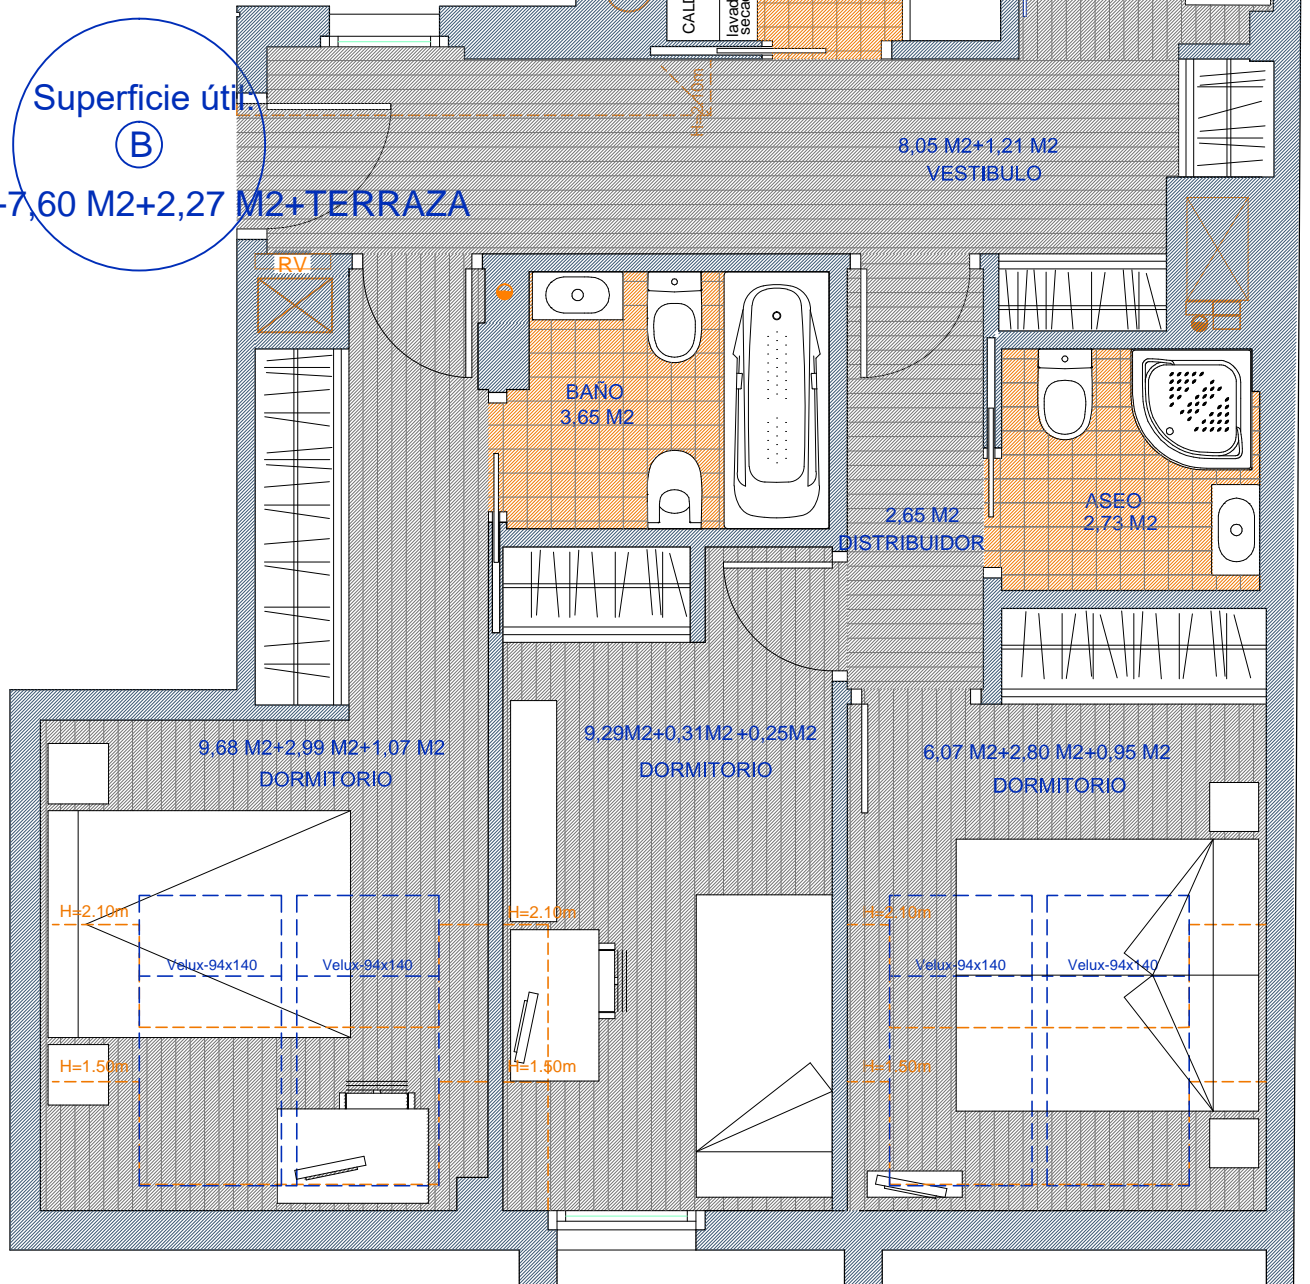 CALD
lavad
secad
Superficie útil:
B
-7,60 M2+2,27 M2+TERRAZA
H=2.10m
8,05 M2+1,21 M2
VESTIBULO
RV
BAÑO
3,65 M2
2,65 M2
DISTRIBUIDOR
ASEO
2,73 M2
9,68 M2+2,99 M2+1,07 M2
DORMITORIO
9,29M2+0,31M2+0,25M2
DORMITORIO
6,07 M2+2,80 M2+0,95 M2
DORMITORIO
H=2.10m
H=2.10m
H=2.10m
Velux-94x140
Velux-94x140
Velux-94x140
Velux-94x140
H=1.50m
H=1.50m
H=1.50m